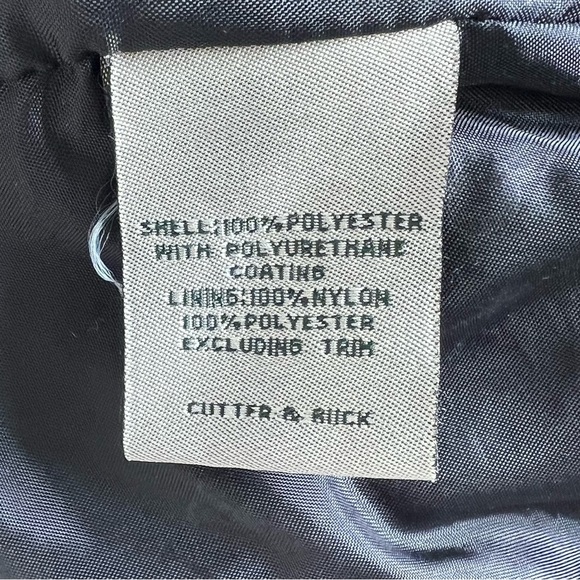 SHELL:100%POLYESTER
WITH POLYURETHANE
COATING
LINING:100%NYLON
100%POLYESTER
EXCLUDING TRIM
CUTTER & BUCK